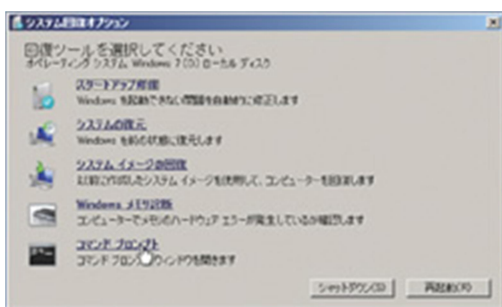 システム回復オプション
回復ツールを選択してください
オペレーティング システム: Windows 7 (D:) ローカル ディスク
スタートアップ修復
Windows を起動できない問題を自動的に修正します
システムの復元
Windows を前の状態に復元します
システム イメージの回復
以前に作成したシステム イメージを使用して、コンピューターを回復します
Windows メモリ診断
コンピューターでメモリのハードウェア エラーが発生しているか確認します
コマンド プロンプト
コマンド プロンプト ウィンドウを開きます
シャットダウン(S)
再起動(R)